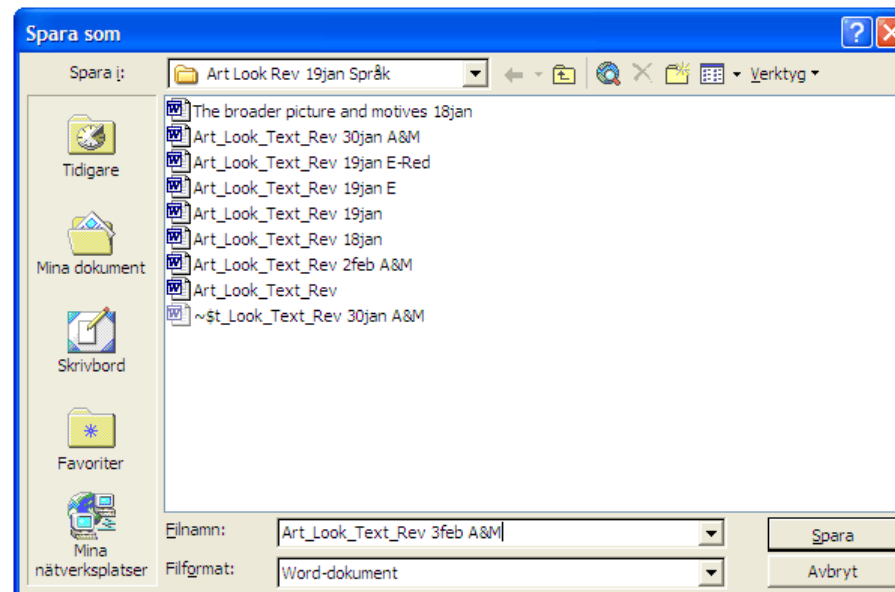 Spara som
Spara i:
Art Look Rev 19jan Språk
Verktyg
Tidigare
Mina dokument
Skrivbord
Favoriter
Mina
nätverksplatser
The broader picture and motives 18jan
Art_Look_Text_Rev 30jan A&M
Art_Look_Text_Rev 19jan E-Red
Art_Look_Text_Rev 19jan E
Art_Look_Text_Rev 19jan
Art_Look_Text_Rev 18jan
Art_Look_Text_Rev 2feb A&M
Art_Look_Text_Rev
~$t_Look_Text_Rev 30jan A&M
Filnamn:
Art_Look_Text_Rev 3feb A&M
Spara
Filformat:
Word-dokument
Avbryt